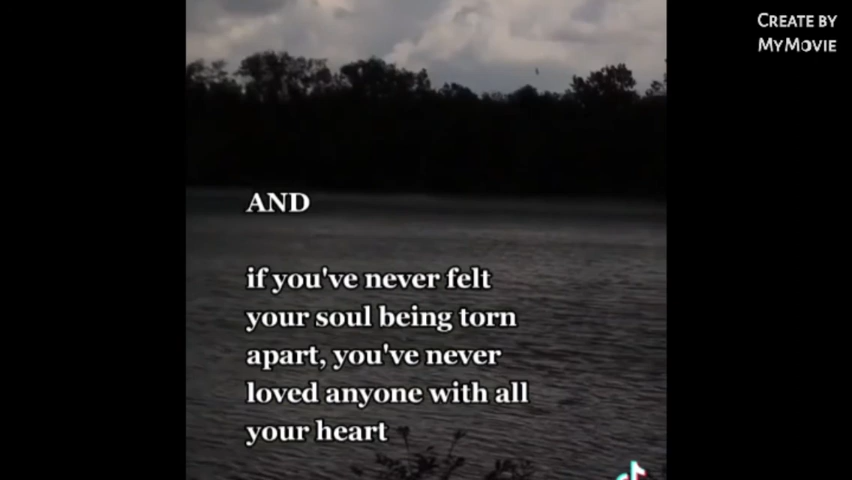 CREATE BY
MYMOVIE
AND
if you've never felt
your soul being torn
apart, you've never
loved anyone with all
your heart